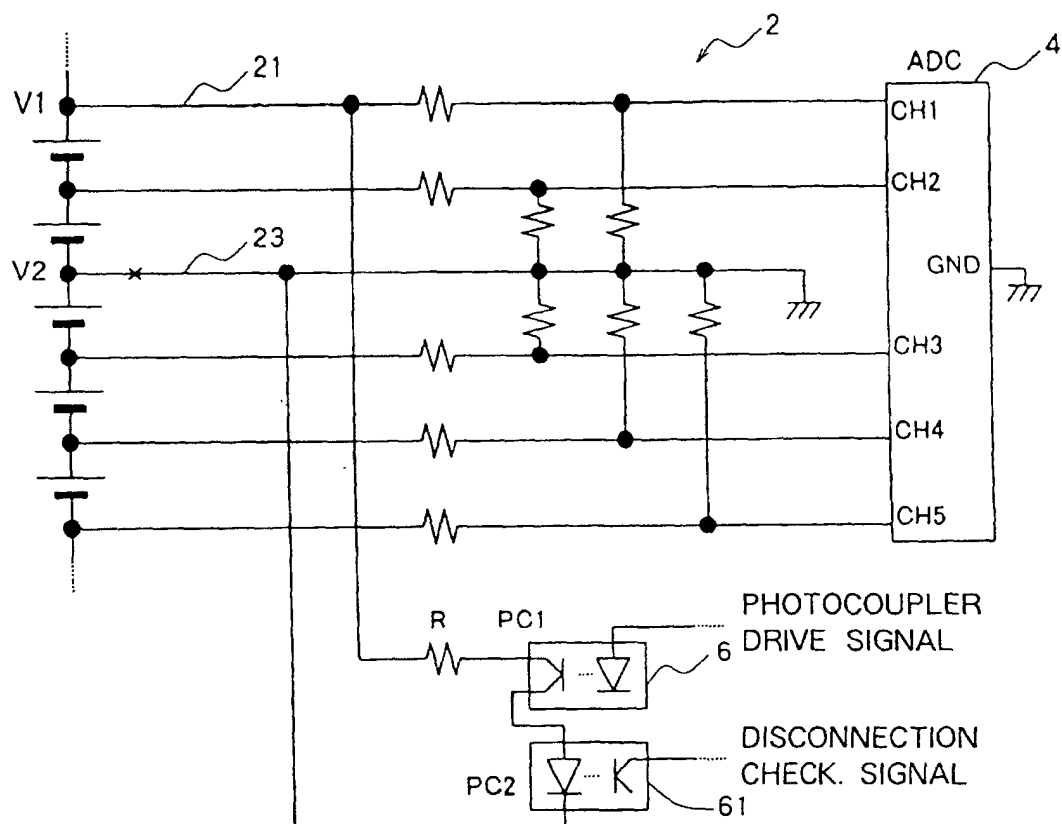 2
4
ADC
V1
21
CH1
CH2
V2
23
GND
CH3
CH4
CH5
R
PC1
PHOTOCOUPLER
DRIVE SIGNAL
6
PC2
DISCONNECTION
CHECK. SIGNAL
61